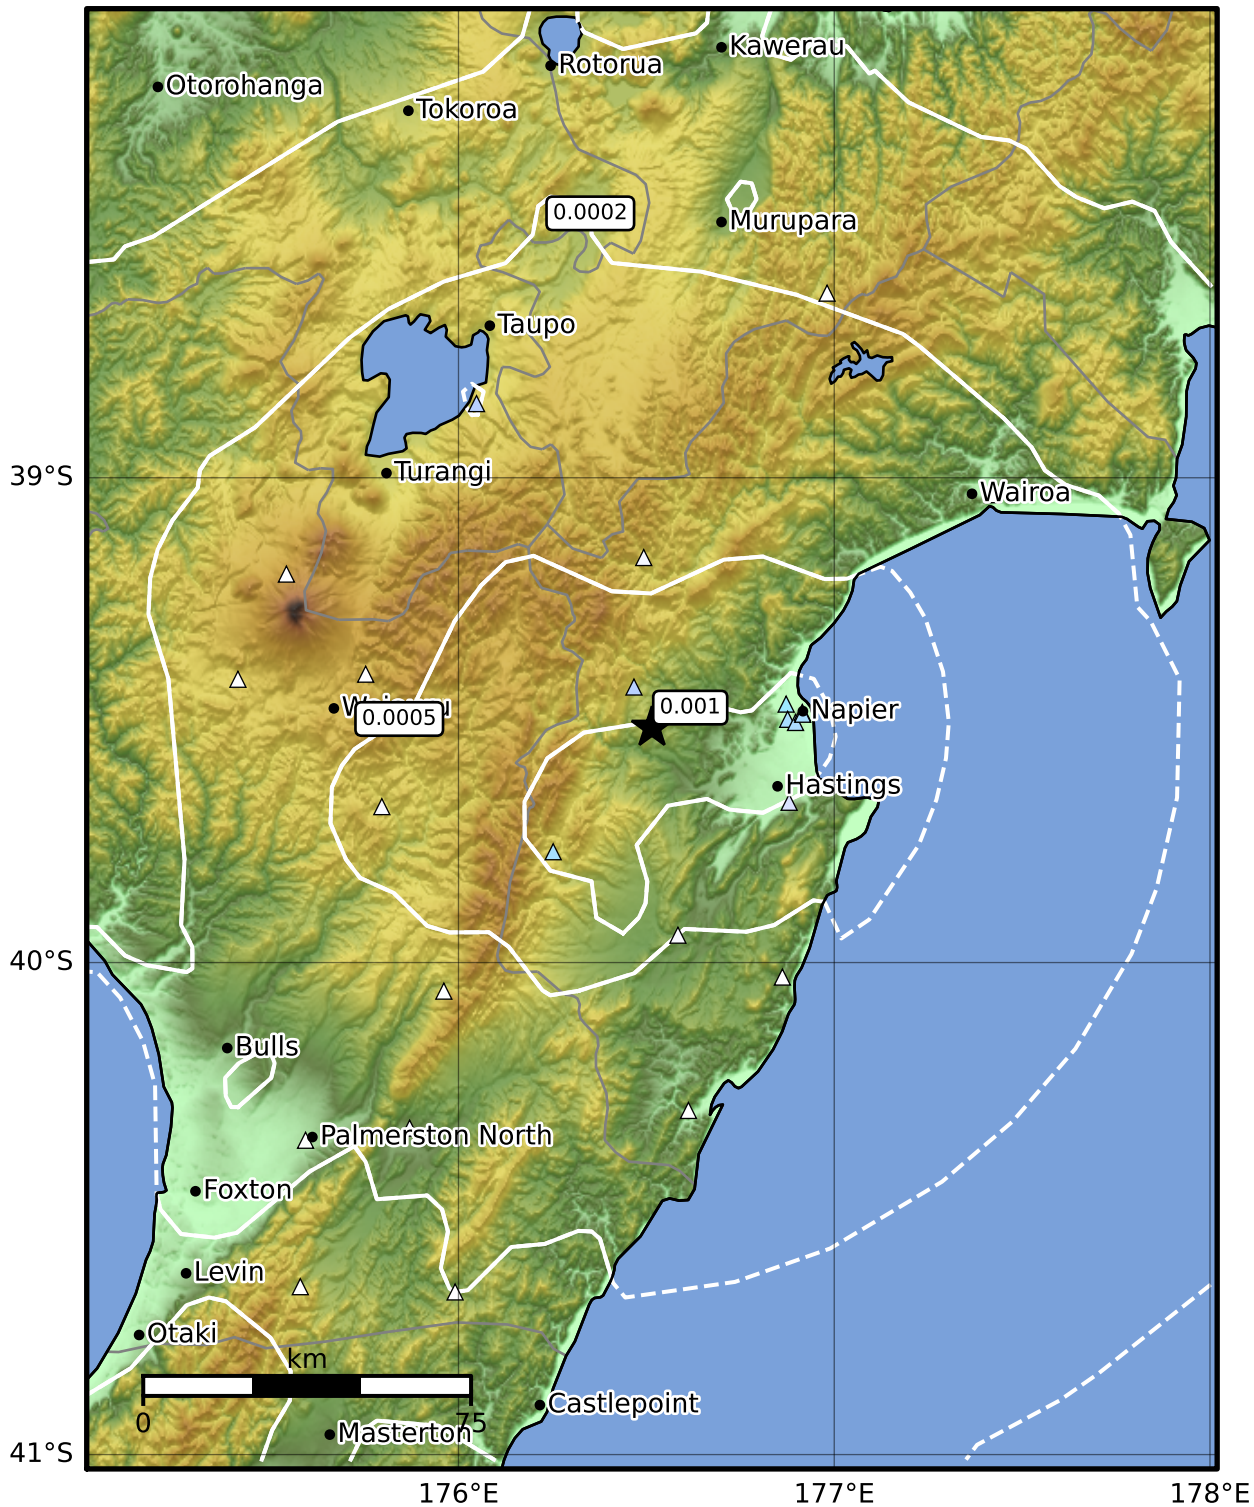 Kawerau
Rotorua
Otorohanga
Tokoroa
0.0002
Murupara
Taupo
39°S
Turangi
Wairoa
0.001
0.0005
Napier
Hastings
40°S
Bulls
Palmerston North
Foxton
Levin
Otaki
km
0
75
Castlepoint
Masterton
41°S
176°E
177°E
178°E